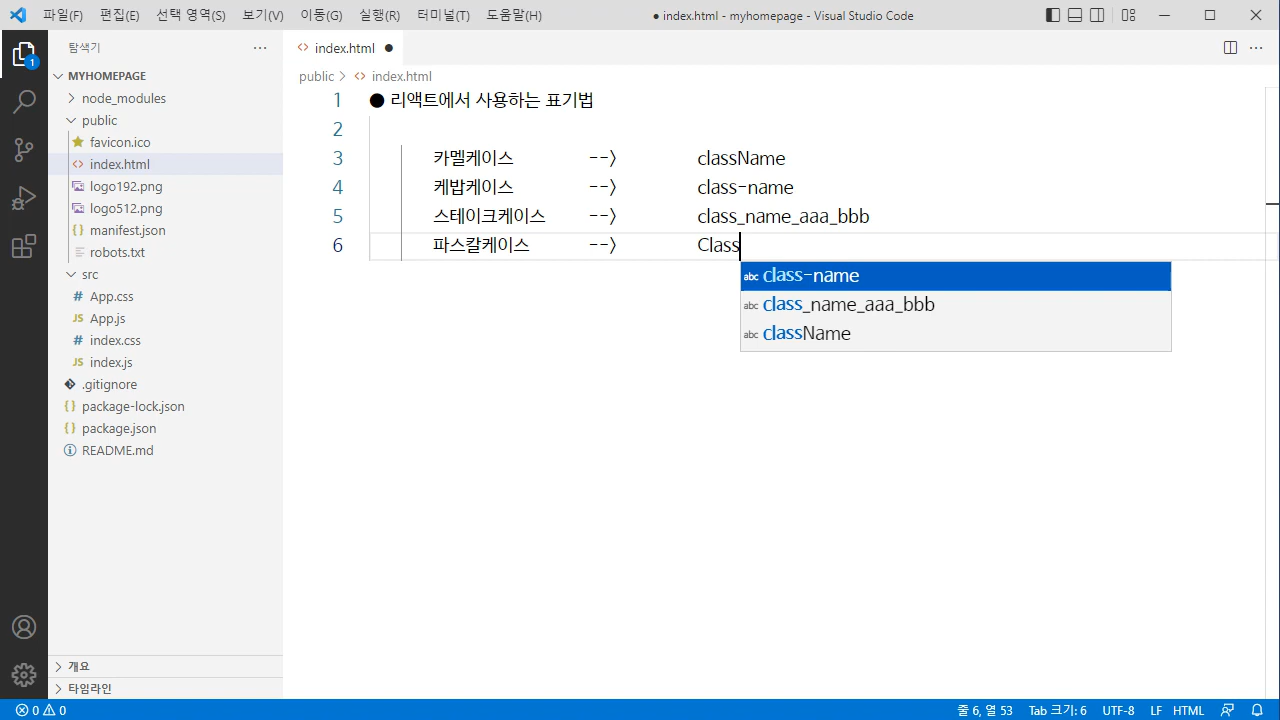 파일(F) 편집(E) 선택 영역(S) 보기(V) 이동(G) 실행(R) 터미널(T) 도움말(H) ● index.html - myhomepage - Visual Studio Code
탐색기 ···
1
MYHOMEPAGE
node_modules
public
favicon.ico
index.html
logo192.png
logo512.png
{} manifest.json
robots.txt
src
# App.css
JS App.js
# index.css
JS index.js
.gitignore
{} package-lock.json
{} package.json
README.md
개요
타임라인
<> index.html ●
public > <> index.html
1 ● 리액트에서 사용하는 표기법
2
3 카멜케이스 --> className
4 케밥케이스 --> class-name
5 스테이크케이스 --> class_name_aaa_bbb
6 파스칼케이스 --> Class
abc class-name
abc class_name_aaa_bbb
abc className
0 0 줄 6, 열 53 Tab 크기: 6 UTF-8 LF HTML